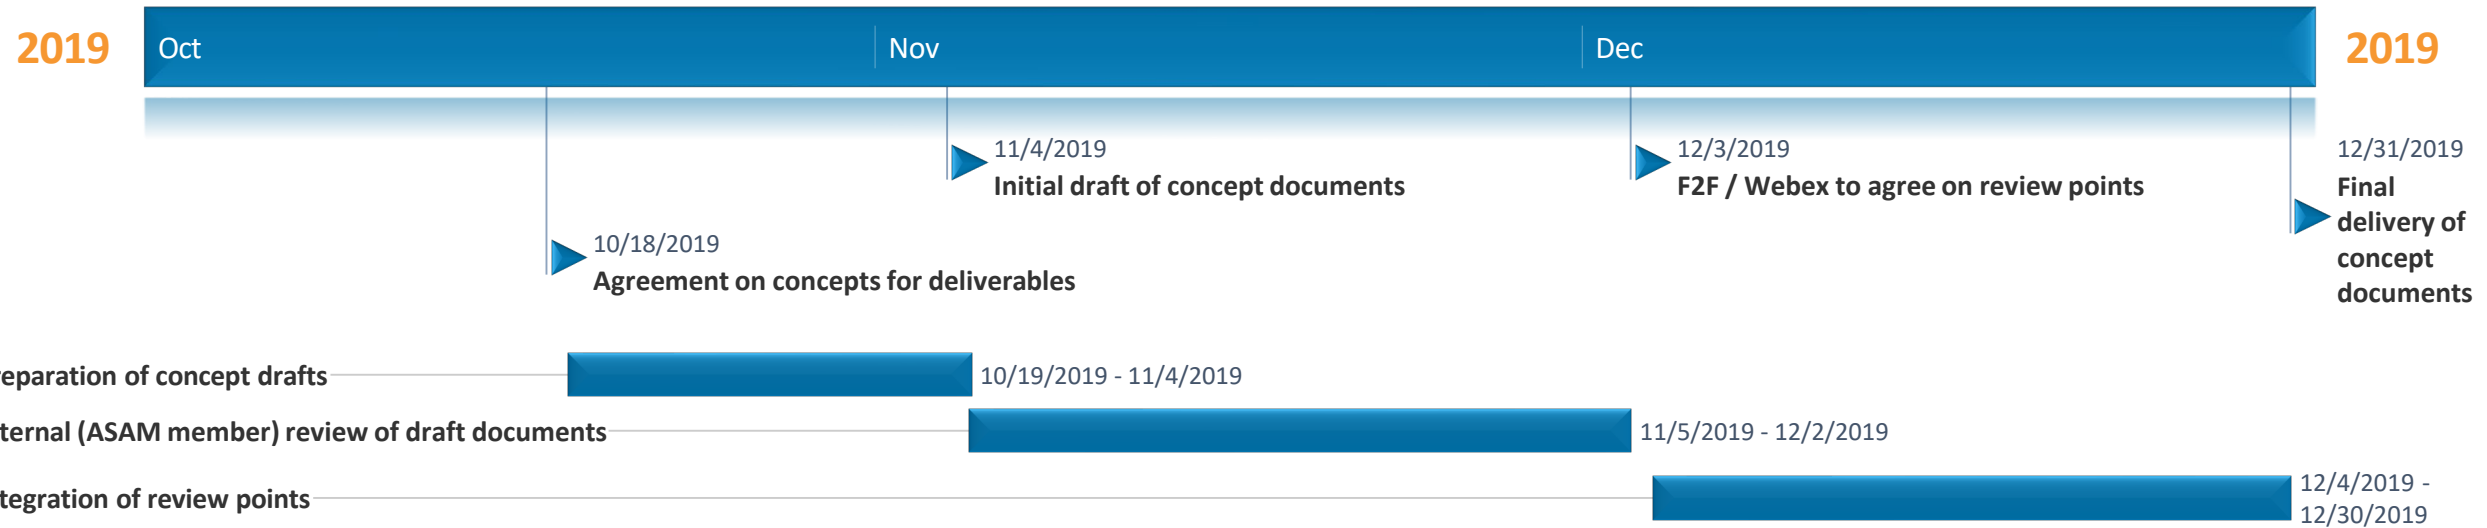 2019
Oct
Nov
Dec
2019
11/4/2019
Initial draft of concept documents
12/3/2019
F2F / Webex to agree on review points
12/31/2019
Final
delivery of
concept
documents
10/18/2019
Agreement on concepts for deliverables
reparation of concept drafts
10/19/2019 - 11/4/2019
ternal (ASAM member) review of draft documents
11/5/2019 - 12/2/2019
tegration of review points
12/4/2019 -
12/30/2019